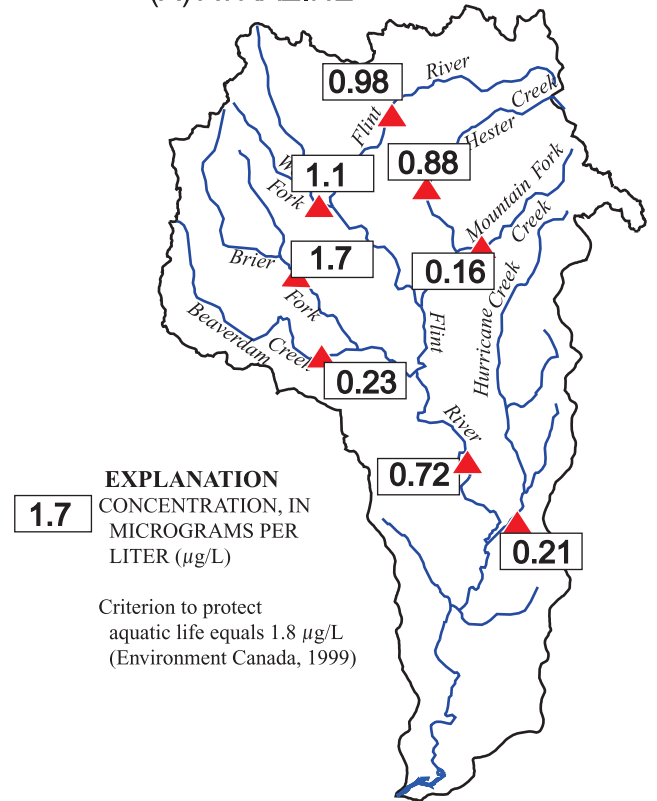 0.98
River
Flint
Creek
Hester
0.88
W
Fork
1.1
Mountain Fork
Creek
0.16
Brier
Fork
1.7
Hurricane Creek
Flint
Beaverdam
Creek
0.23
River
0.72
0.21
EXPLANATION
1.7
CONCENTRATION, IN
MICROGRAMS PER
LITER (µg/L)
Criterion to protect
aquatic life equals 1.8 µg/L
(Environment Canada, 1999)